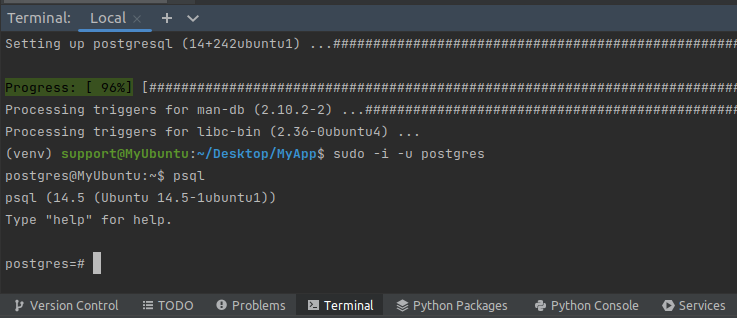 Terminal: Local × + ⌄
Setting up postgresql (14+242ubuntu1) ...###################################################
Progress: [ 96%] [##########################################################################
Processing triggers for man-db (2.10.2-2) ...###############################################
Processing triggers for libc-bin (2.36-0ubuntu4) ...
(venv) support@MyUbuntu:~/Desktop/MyApp$ sudo -i -u postgres
postgres@MyUbuntu:~$ psql
psql (14.5 (Ubuntu 14.5-1ubuntu1))
Type "help" for help.
postgres=#
Version Control TODO Problems Terminal Python Packages Python Console Services